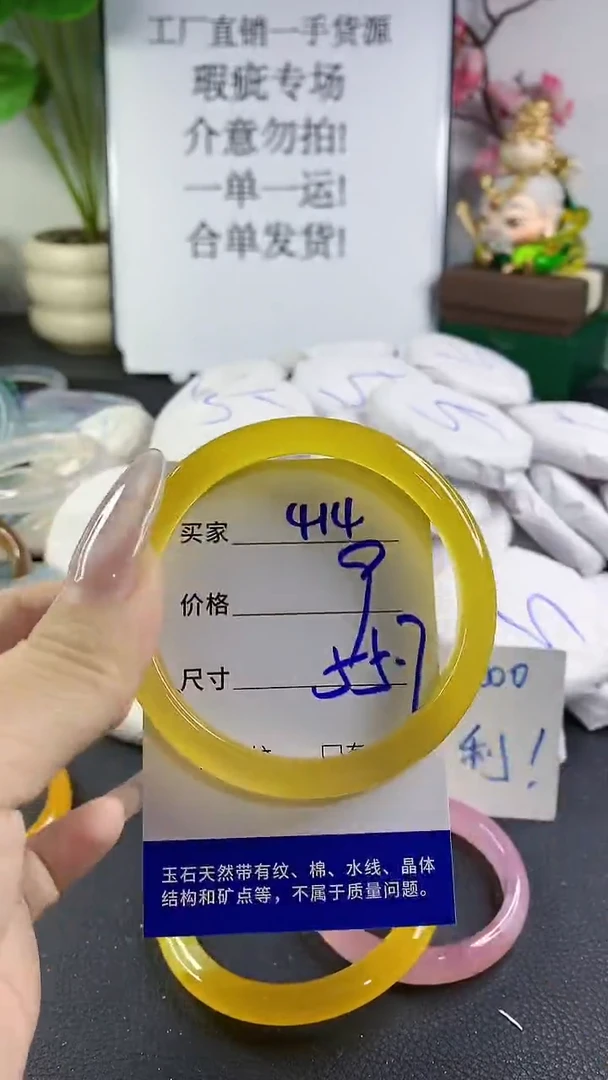 工厂直销一手货源
瑕疵专场
介意勿拍!
一单一运!
合单发货!
买家 414
价格 9
尺寸 55.7
利!
玉石天然带有纹、棉、水线、晶体
结构和矿点等，不属于质量问题。